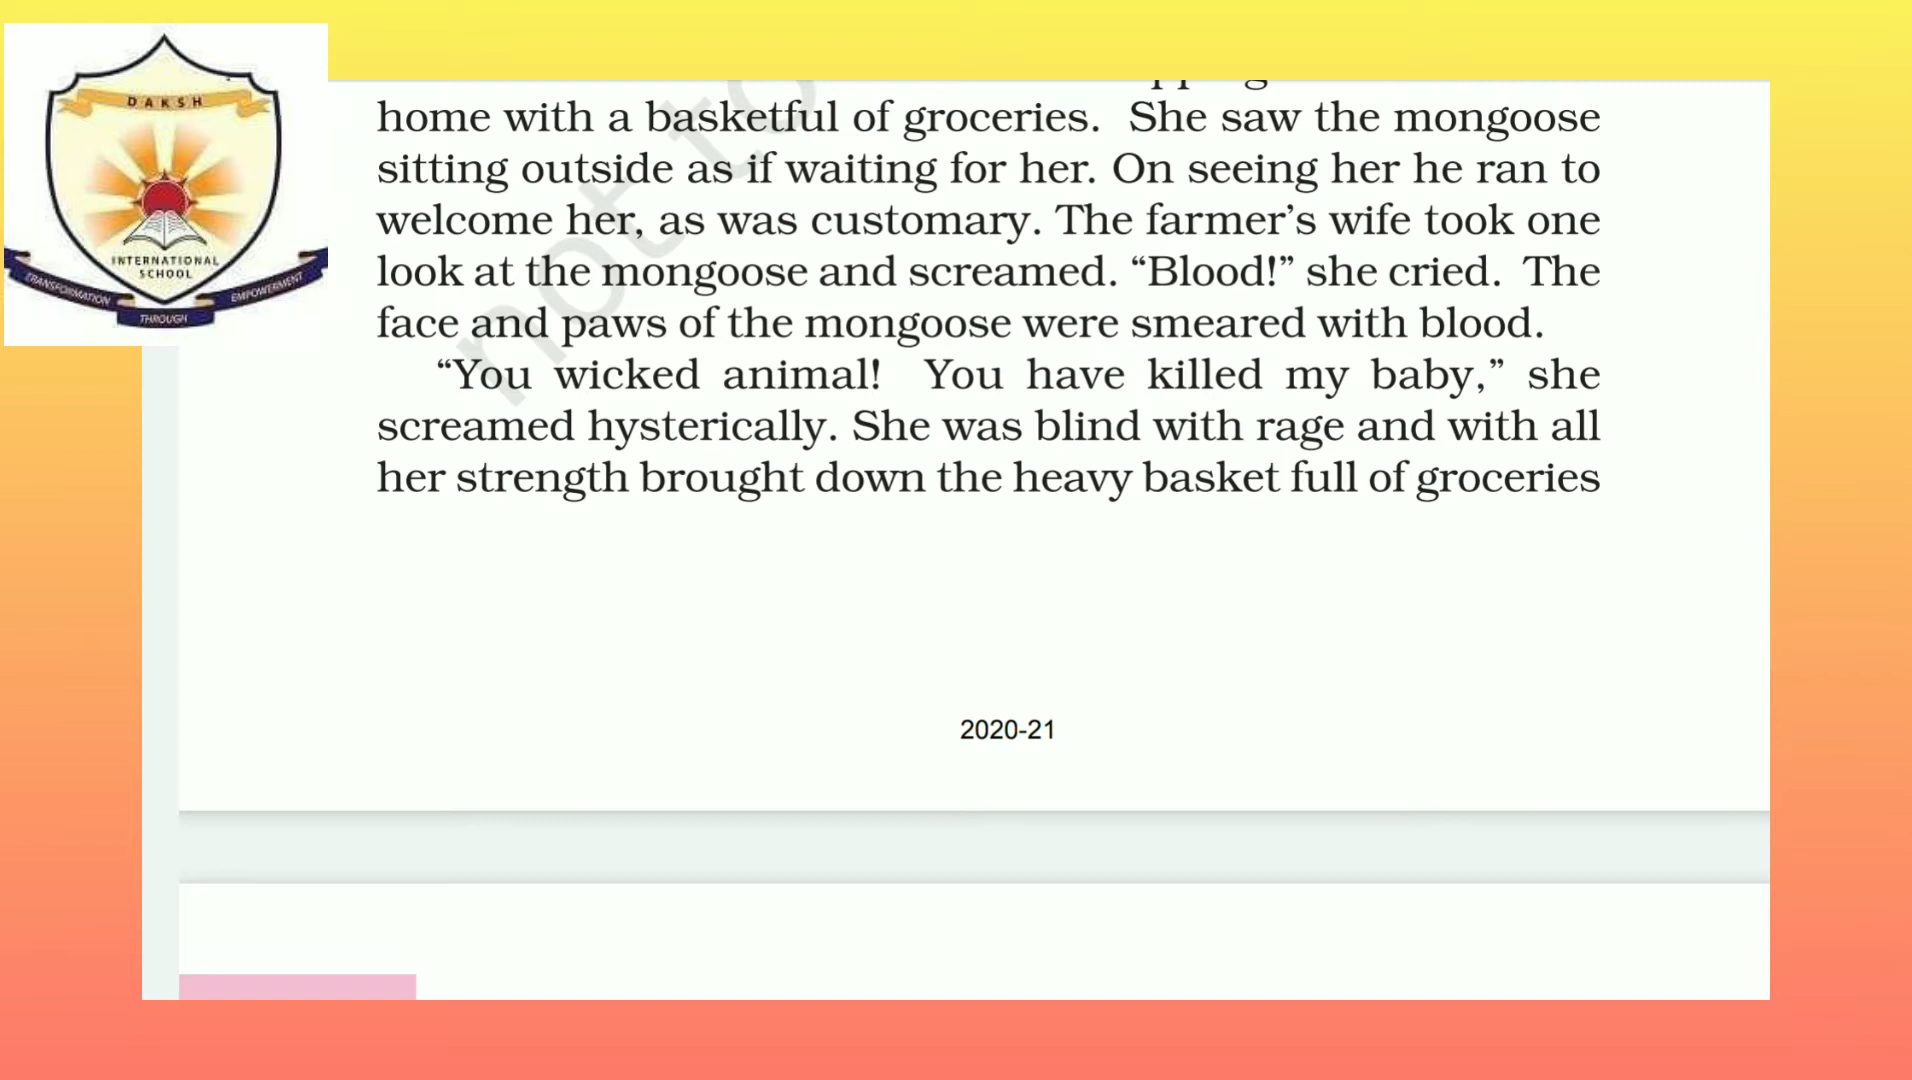 DAKSH
INTERNATIONAL
SCHOOL
TRANSFORMATION
THROUGH
EMPOWERMENT
home with a basketful of groceries. She saw the mongoose
sitting outside as if waiting for her. On seeing her he ran to
welcome her, as was customary. The farmer’s wife took one
look at the mongoose and screamed. “Blood!” she cried. The
face and paws of the mongoose were smeared with blood.
“You wicked animal! You have killed my baby,” she
screamed hysterically. She was blind with rage and with all
her strength brought down the heavy basket full of groceries
not to
2020-21